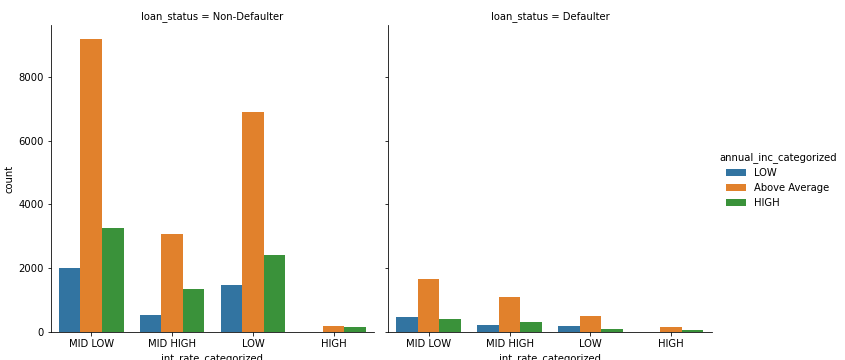 loan_status = Non-Defaulter
loan_status = Defaulter
8000
6000
4000
2000
0
count
MID LOW
MID HIGH
LOW
HIGH
int_rate_categorized
MID LOW
MID HIGH
LOW
HIGH
int_rate_categorized
annual_inc_categorized
LOW
Above Average
HIGH